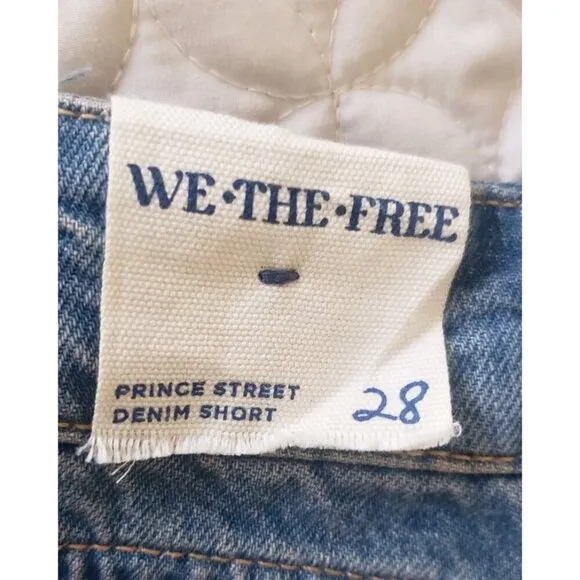 WE•THE•FREE
PRINCE STREET
DENIM SHORT
28